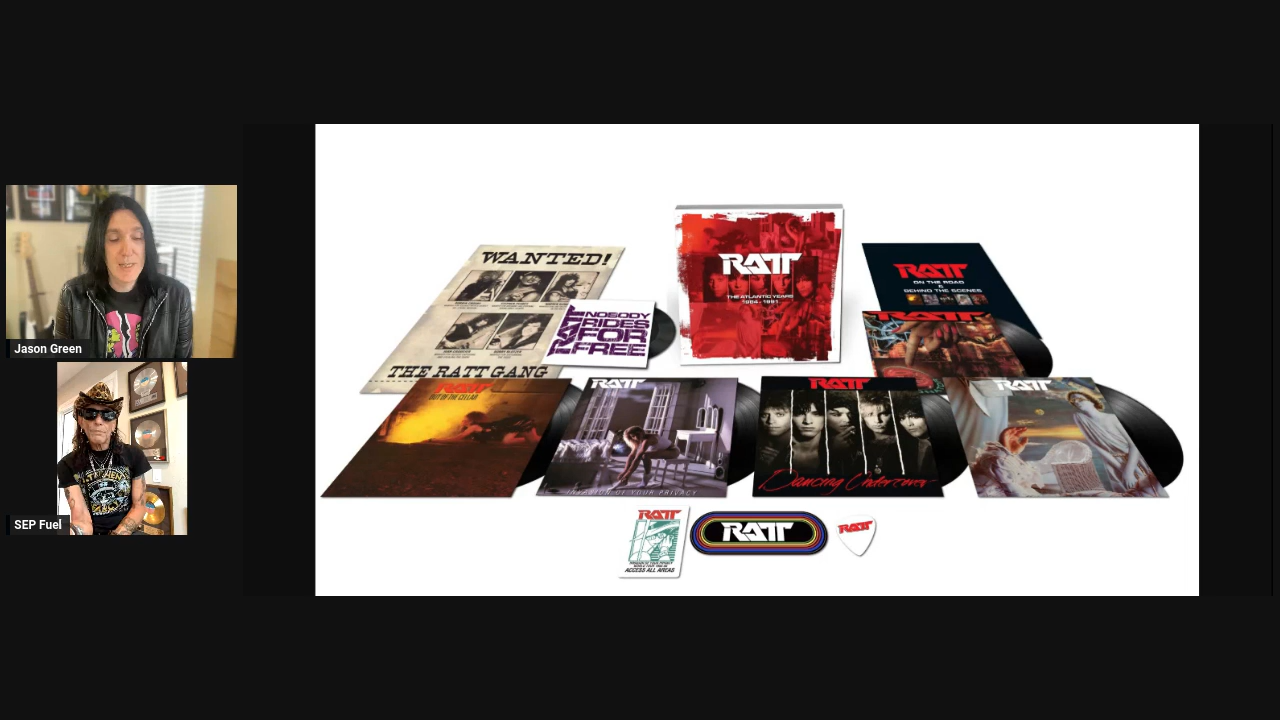 Jason Green
SEP Fuel
WANTED!
THE RATT GANG
RATT
NOBODY
RIDES
FOR
FREE
RATT
THE ATLANTIC YEARS
1984 - 1991
RATT
ON THE ROAD
&
BEHIND THE SCENES
RATT
RATT
OUT OF THE CELLAR
RATT
INVASION OF YOUR PRIVACY
RATT
Dancing Undercover
RATT
RATT
ACCESS ALL AREAS
RATT
RATT